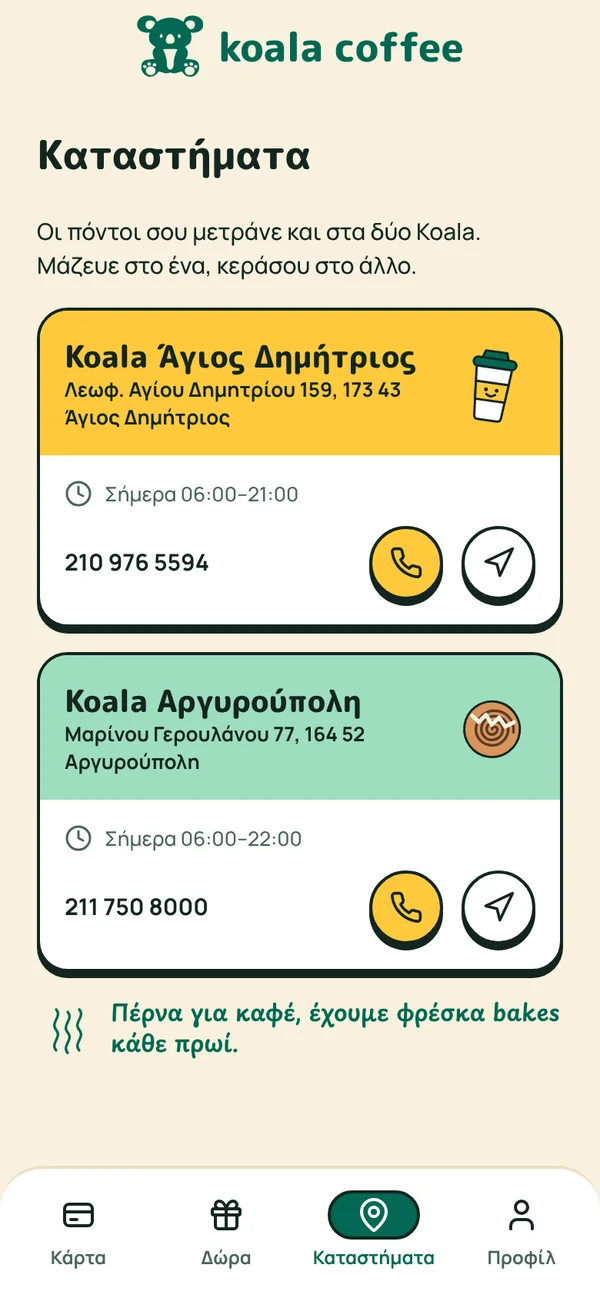 koala coffee
Καταστήματα
Οι πόντοι σου μετράνε και στα δύο Koala.
Μάζευε στο ένα, κεράσου στο άλλο.
Koala Άγιος Δημήτριος
Λεωφ. Αγίου Δημητρίου 159, 173 43
Άγιος Δημήτριος
Σήμερα 06:00–21:00
210 976 5594
Koala Αργυρούπολη
Μαρίνου Γερουλάνου 77, 164 52
Αργυρούπολη
Σήμερα 06:00–22:00
211 750 8000
Πέρνα για καφέ, έχουμε φρέσκα bakes
κάθε πρωί.
Κάρτα
Δώρα
Καταστήματα
Προφίλ